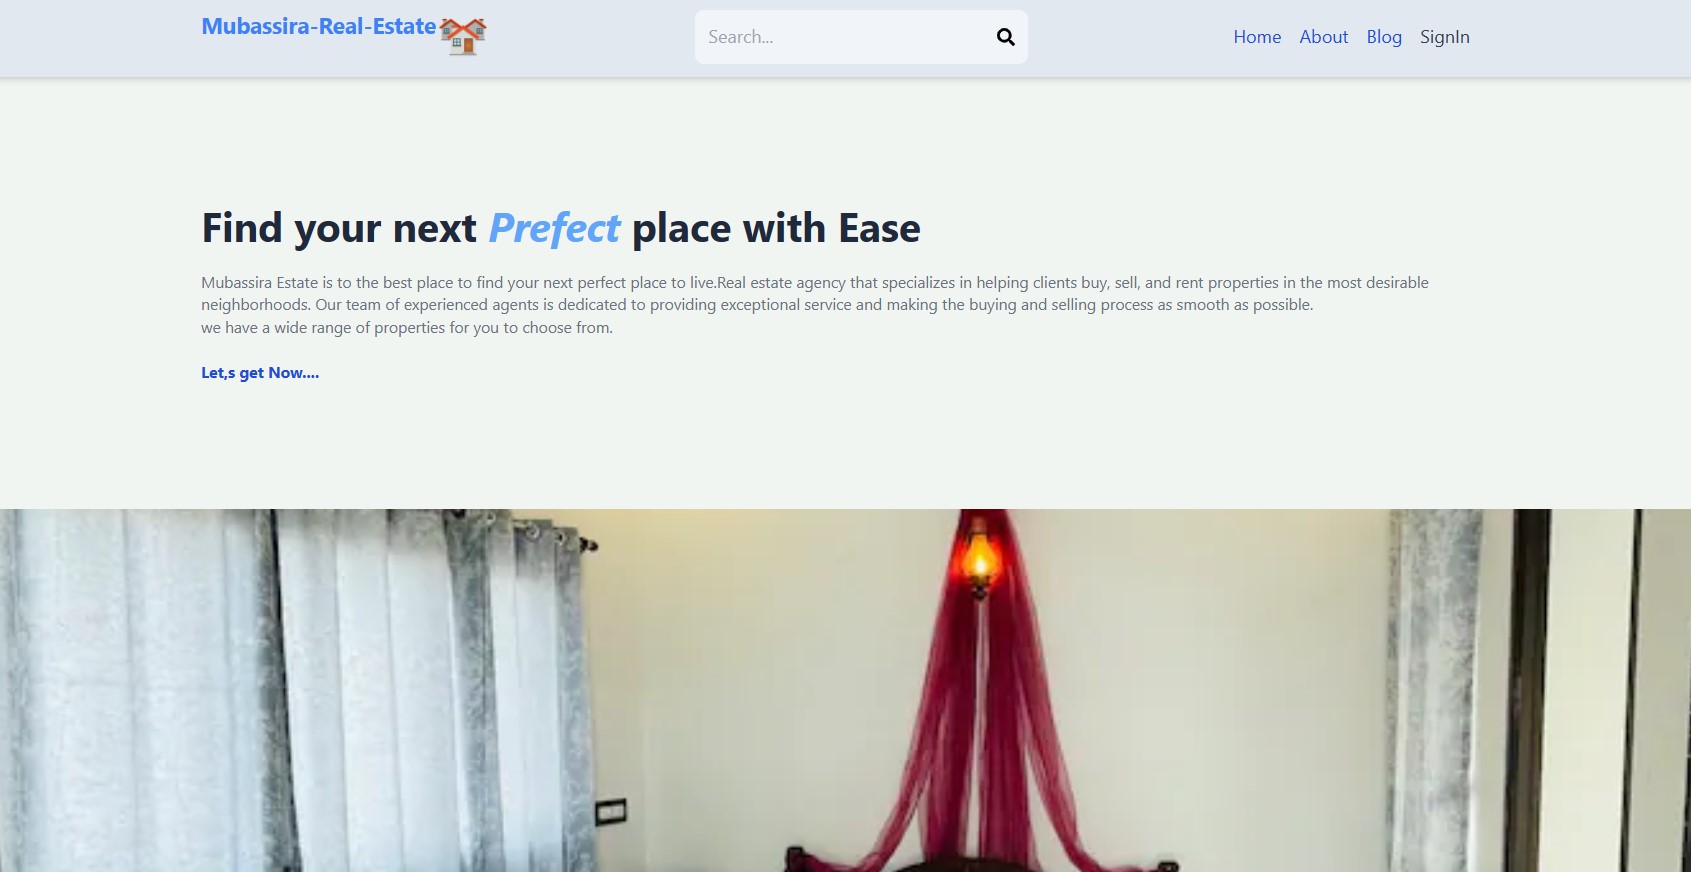 Mubassira-Real-Estate
Search...
Home About Blog SignIn
Find your next Prefect place with Ease
Mubassira Estate is to the best place to find your next perfect place to live.Real estate agency that specializes in helping clients buy, sell, and rent properties in the most desirable
neighborhoods. Our team of experienced agents is dedicated to providing exceptional service and making the buying and selling process as smooth as possible.
we have a wide range of properties for you to choose from.
Let,s get Now....